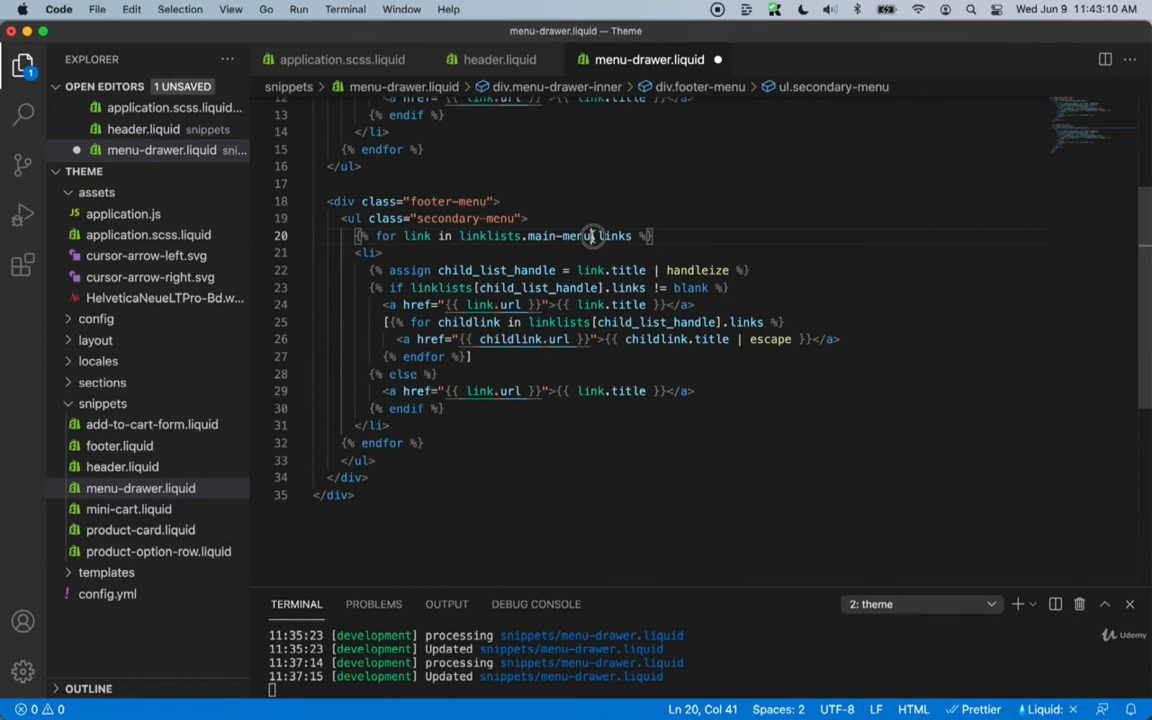 Code File Edit Selection View Go Run Terminal Window Help Wed Jun 9 11:43:10 AM
menu-drawer.liquid — Theme
EXPLORER
application.scss.liquid header.liquid menu-drawer.liquid
snippets > menu-drawer.liquid > div.menu-drawer-inner > div.footer-menu > ul.secondary-menu
OPEN EDITORS 1 UNSAVED
application.scss.liquid...
header.liquid snippets
menu-drawer.liquid sni...
THEME
assets
application.js
application.scss.liquid
cursor-arrow-left.svg
cursor-arrow-right.svg
HelveticaNeueLTPro-Bd.w...
config
layout
locales
sections
snippets
add-to-cart-form.liquid
footer.liquid
header.liquid
menu-drawer.liquid
mini-cart.liquid
product-card.liquid
product-option-row.liquid
templates
config.yml
OUTLINE
12 <a href="{{ link.url }}">{{ link.title }}</a>
13 {% endif %}
14 </li>
15 {% endfor %}
16 </ul>
17
18 <div class="footer-menu">
19 <ul class="secondary-menu">
20 {% for link in linklists.main-menu.links %}
21 <li>
22 {% assign child_list_handle = link.title | handleize %}
23 {% if linklists[child_list_handle].links != blank %}
24 <a href="{{ link.url }}">{{ link.title }}</a>
25 [{% for childlink in linklists[child_list_handle].links %}
26 <a href="{{ childlink.url }}">{{ childlink.title | escape }}</a>
27 {% endfor %}]
28 {% else %}
29 <a href="{{ link.url }}">{{ link.title }}</a>
30 {% endif %}
31 </li>
32 {% endfor %}
33 </ul>
34 </div>
35 </div>
TERMINAL PROBLEMS OUTPUT DEBUG CONSOLE 2: theme
11:35:23 [development] processing snippets/menu-drawer.liquid
11:35:23 [development] Updated snippets/menu-drawer.liquid
11:37:14 [development] processing snippets/menu-drawer.liquid
11:37:15 [development] Updated snippets/menu-drawer.liquid
Udemy
0 0 Ln 20, Col 41 Spaces: 2 UTF-8 LF HTML Prettier Liquid: